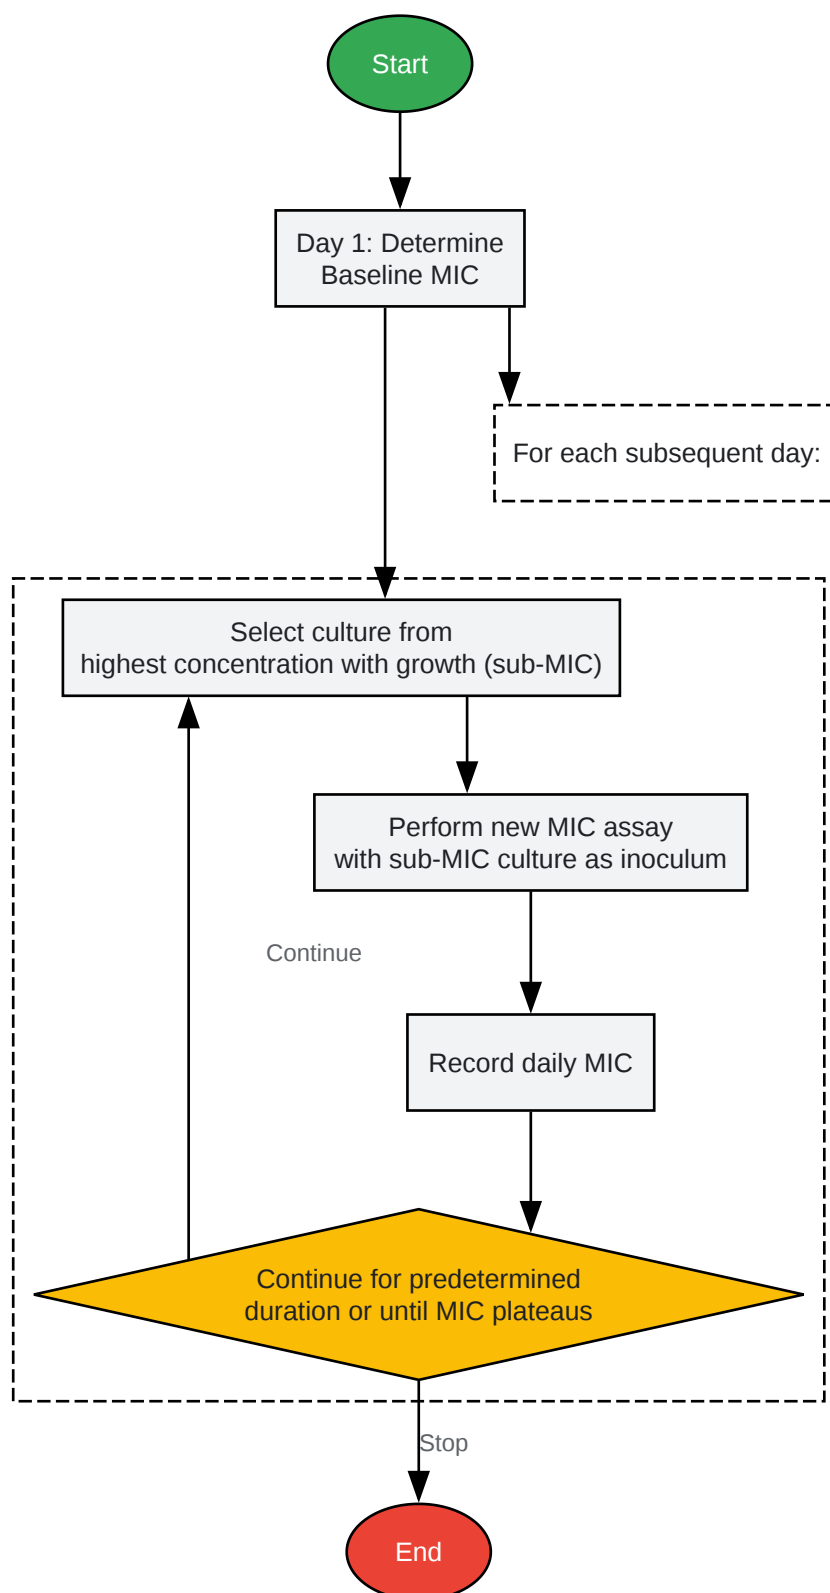 Start
Day 1: Determine
Baseline MIC
For each subsequent day:
Select culture from
highest concentration with growth (sub-MIC)
Perform new MIC assay
with sub-MIC culture as inoculum
Continue
Record daily MIC
Continue for predetermined
duration or until MIC plateaus
Stop
End